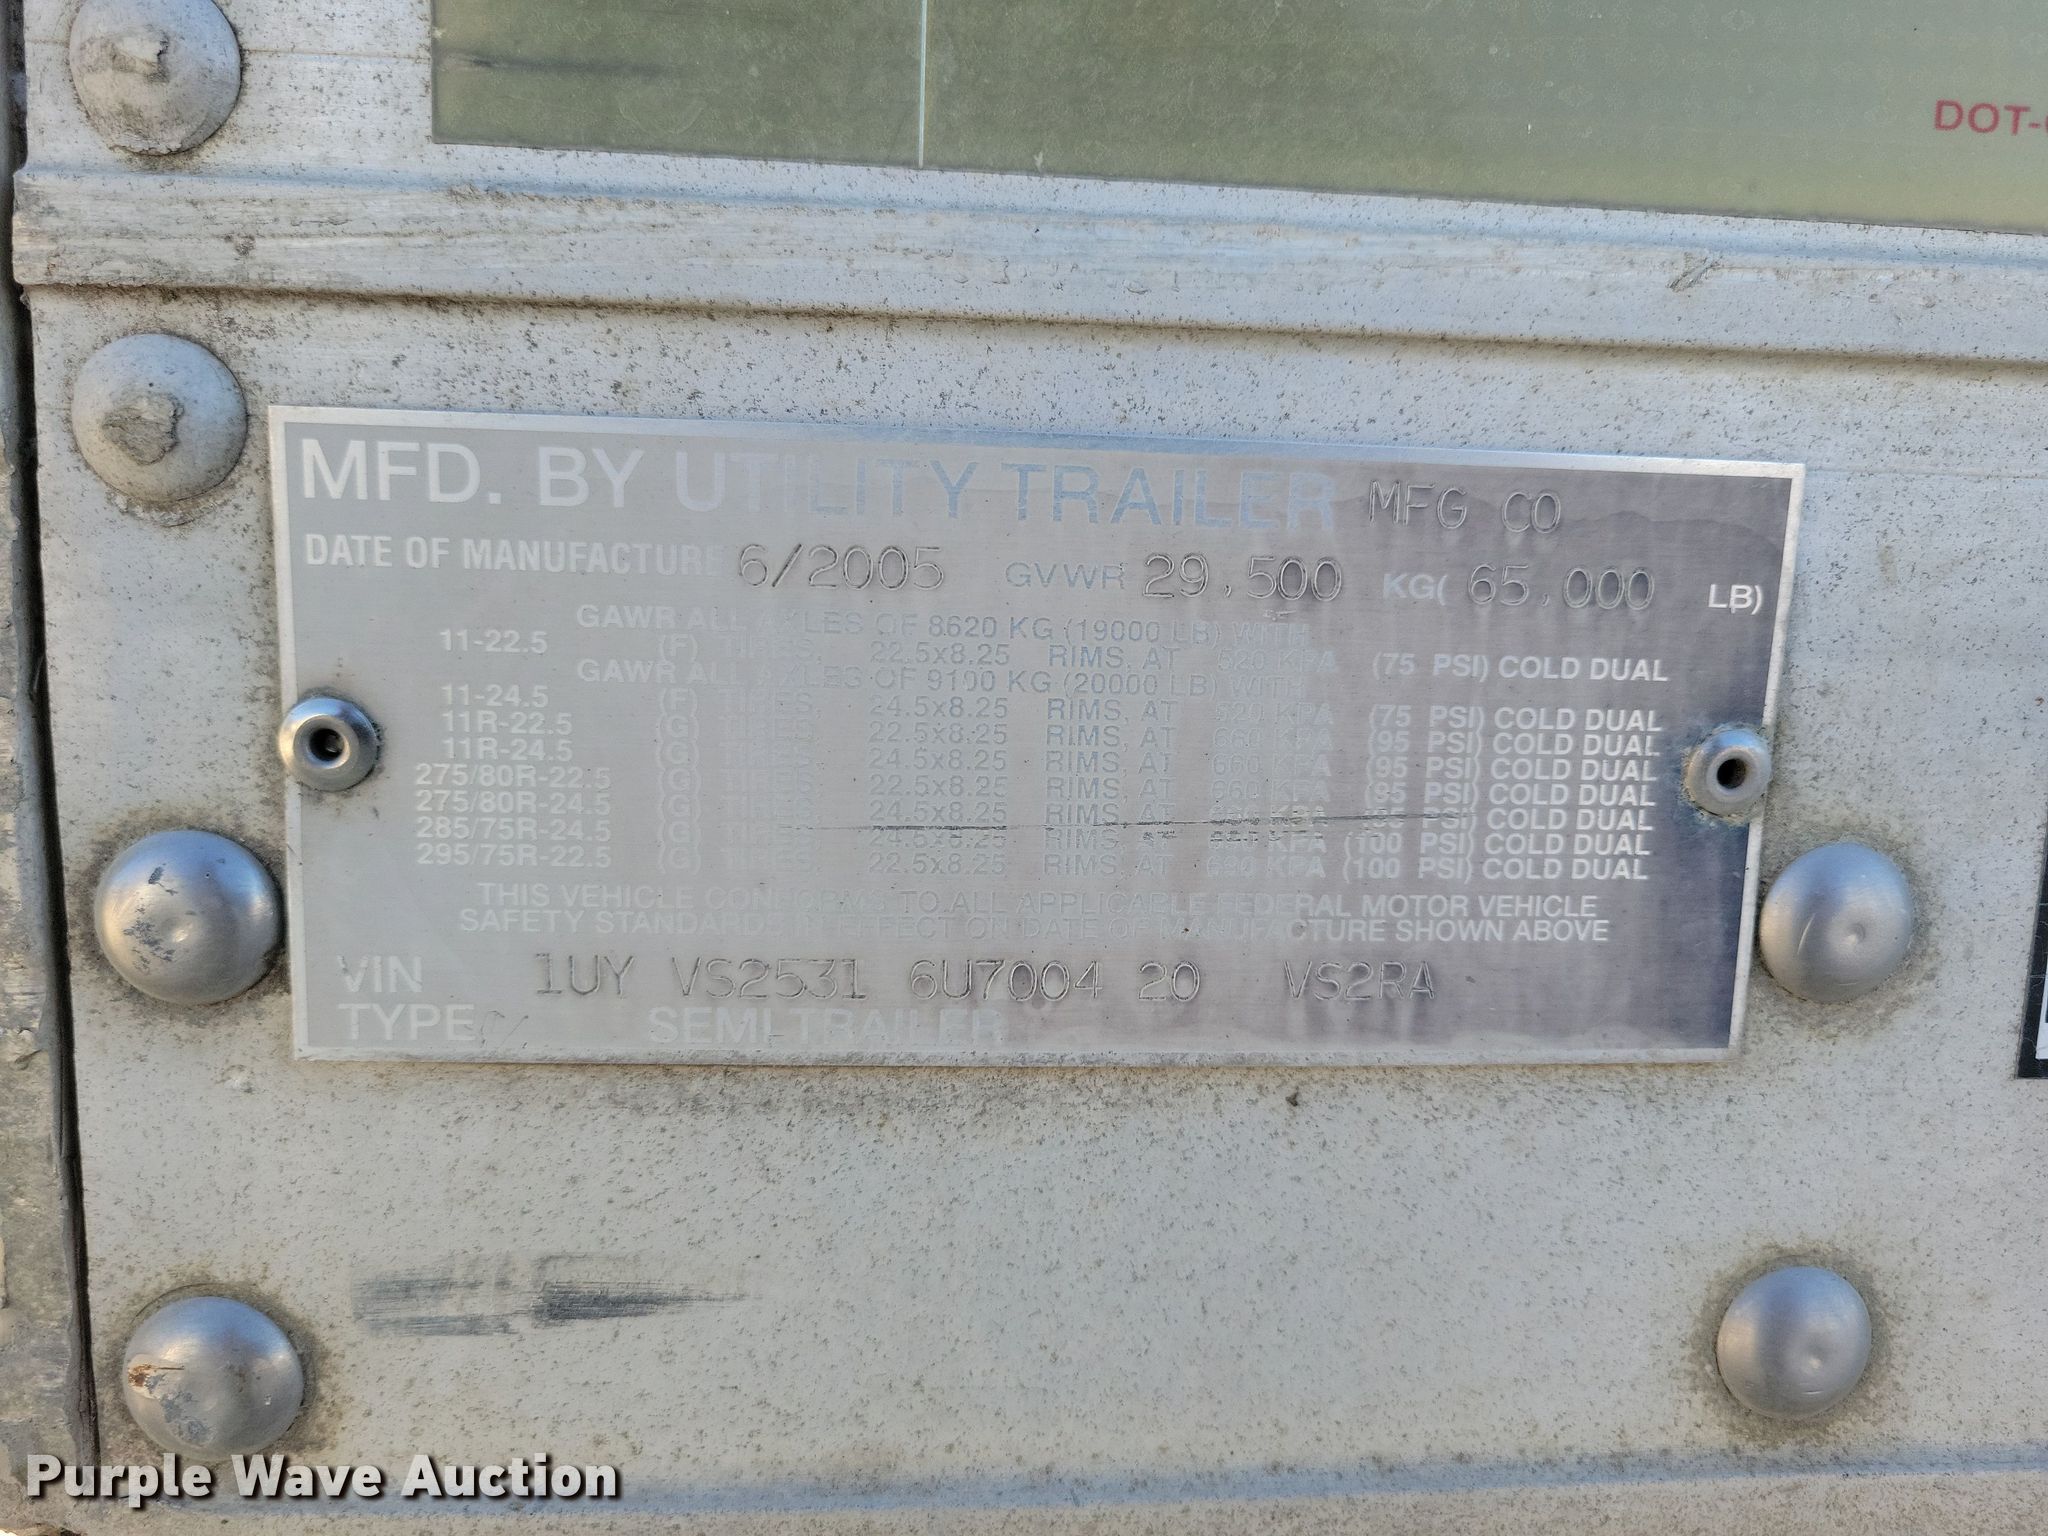 DOT-
MFD. BY UTILITY TRAILER MFG CO
DATE OF MANUFACTURE 6/2005 GVWR 29,500 KG( 65,000 LB)
GAWR ALL AXLES OF 8620 KG (19000 LB) WITH
11-22.5 (F) TIRES, 22.5x8.25 RIMS, AT 520 KPA (75 PSI) COLD DUAL
GAWR ALL AXLES OF 9100 KG (20000 LB) WITH
11-24.5 (F) TIRES, 24.5x8.25 RIMS, AT 520 KPA (75 PSI) COLD DUAL
11R-22.5 (G) TIRES, 22.5x8.25 RIMS, AT 660 KPA (95 PSI) COLD DUAL
11R-24.5 (G) TIRES, 24.5x8.25 RIMS, AT 660 KPA (95 PSI) COLD DUAL
275/80R-22.5 (G) TIRES, 22.5x8.25 RIMS, AT 660 KPA (95 PSI) COLD DUAL
275/80R-24.5 (G) TIRES, 24.5x8.25 RIMS, AT KPA (95 PSI) COLD DUAL
285/75R-24.5 (G) TIRES, 24.5x8.25 RIMS, AT KPA (100 PSI) COLD DUAL
295/75R-22.5 (G) TIRES, 22.5x8.25 RIMS, AT 690 KPA (100 PSI) COLD DUAL
THIS VEHICLE CONFORMS TO ALL APPLICABLE FEDERAL MOTOR VEHICLE
SAFETY STANDARDS IN EFFECT ON DATE OF MANUFACTURE SHOWN ABOVE
VIN 1UY VS2531 6U7004 20 VS2RA
TYPE SEMI-TRAILER
Purple Wave Auction